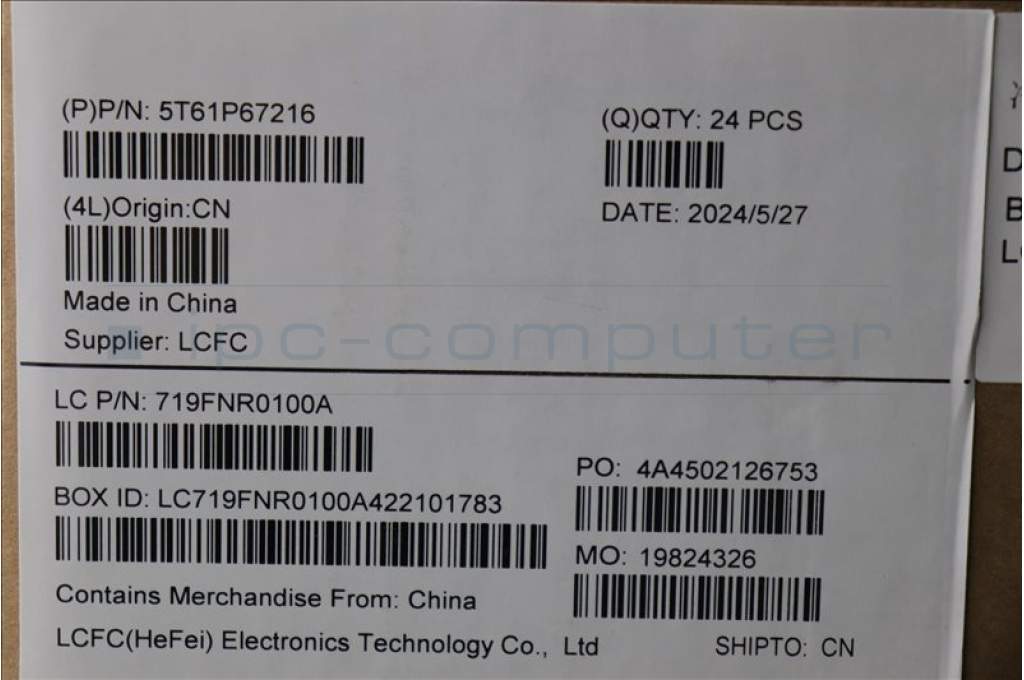 (P)P/N: 5T61P67216
(Q)QTY: 24 PCS
(4L)Origin:CN
DATE: 2024/5/27
Made in China
Supplier: LCFC
ipc-computer
LC P/N: 719FNR0100A
PO: 4A4502126753
BOX ID: LC719FNR0100A422101783
MO: 19824326
Contains Merchandise From: China
LCFC(HeFei) Electronics Technology Co., Ltd
SHIPTO: CN